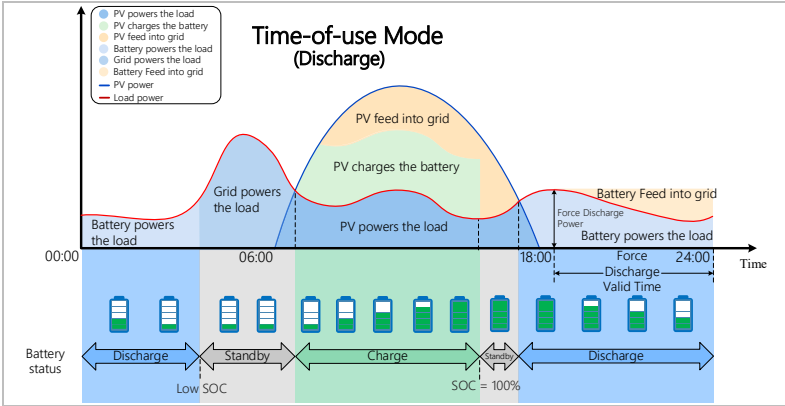 PV powers the load
PV charges the battery
PV feed into grid
Battery powers the load
Grid powers the load
Battery Feed into grid
PV power
Load power
Time-of-use Mode
(Discharge)
PV feed into grid
PV charges the battery
Grid powers
the load
PV powers the load
Battery powers
the load
Battery Feed into grid
Force Discharge
Power
Battery powers the load
00:00
06:00
18:00
Force
24:00
Time
Discharge
Valid Time
Battery
status
Discharge
Standby
Charge
Standby
Discharge
Low SOC
SOC = 100%